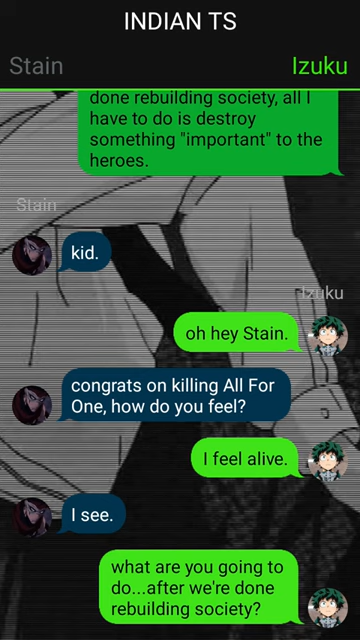 INDIAN TS
Stain
Izuku
done rebuilding society, all I
have to do is destroy
something "important" to the
heroes.
Stain
kid.
Izuku
oh hey Stain.
congrats on killing All For
One, how do you feel?
I feel alive.
I see.
what are you going to
do...after we're done
rebuilding society?